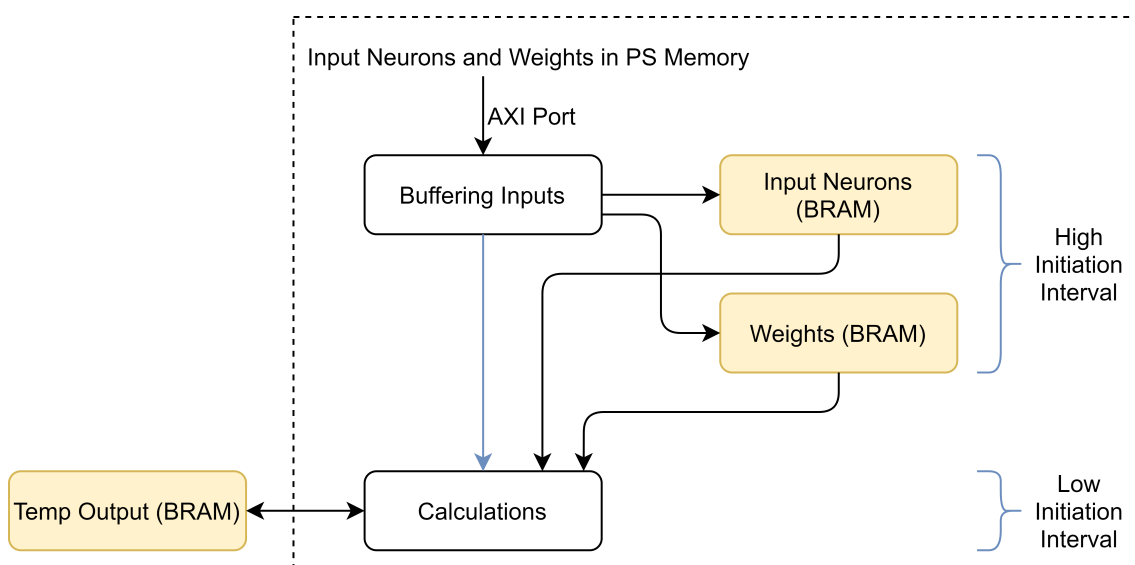 Input Neurons and Weights in PS Memory
AXI Port
Buffering Inputs
Input Neurons
(BRAM)
High
Initiation
Interval
Weights (BRAM)
Temp Output (BRAM)
Calculations
Low
Initiation
Interval